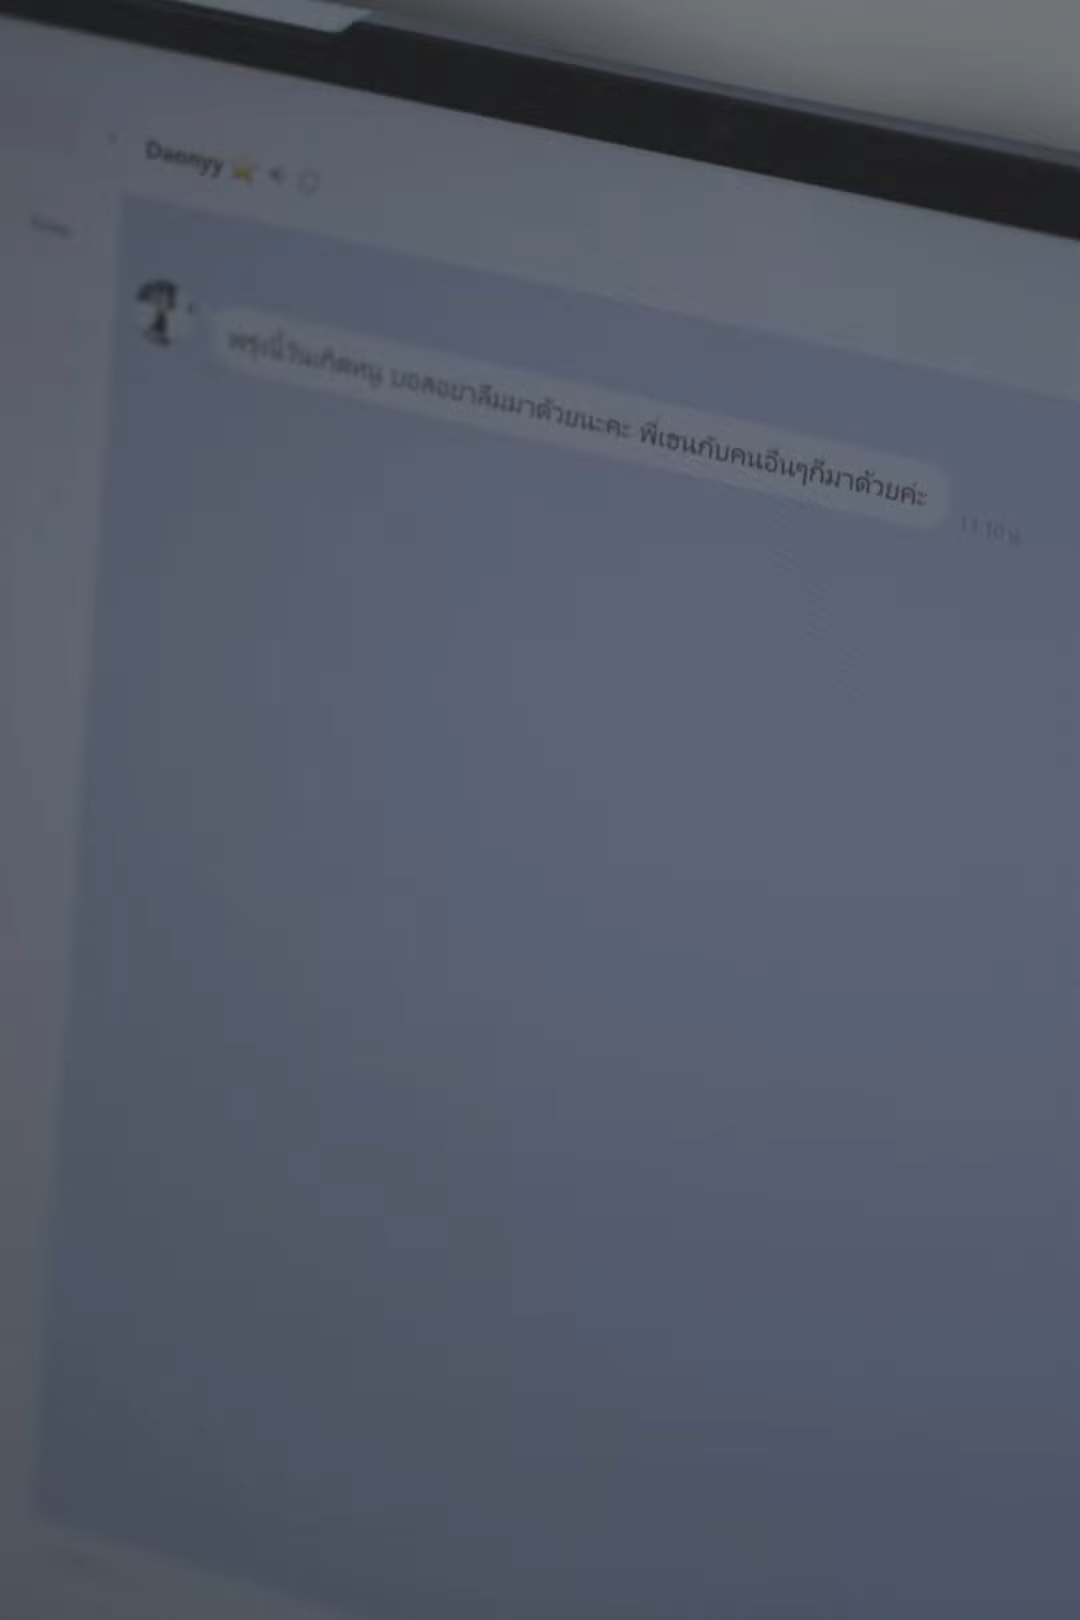 Daonyy
พรุ่งนี้วันเกิดหนู บอสอยาลืมมาด้วยนะคะ พี่เฮนกับคนอื่นๆก็มาด้วยค่ะ